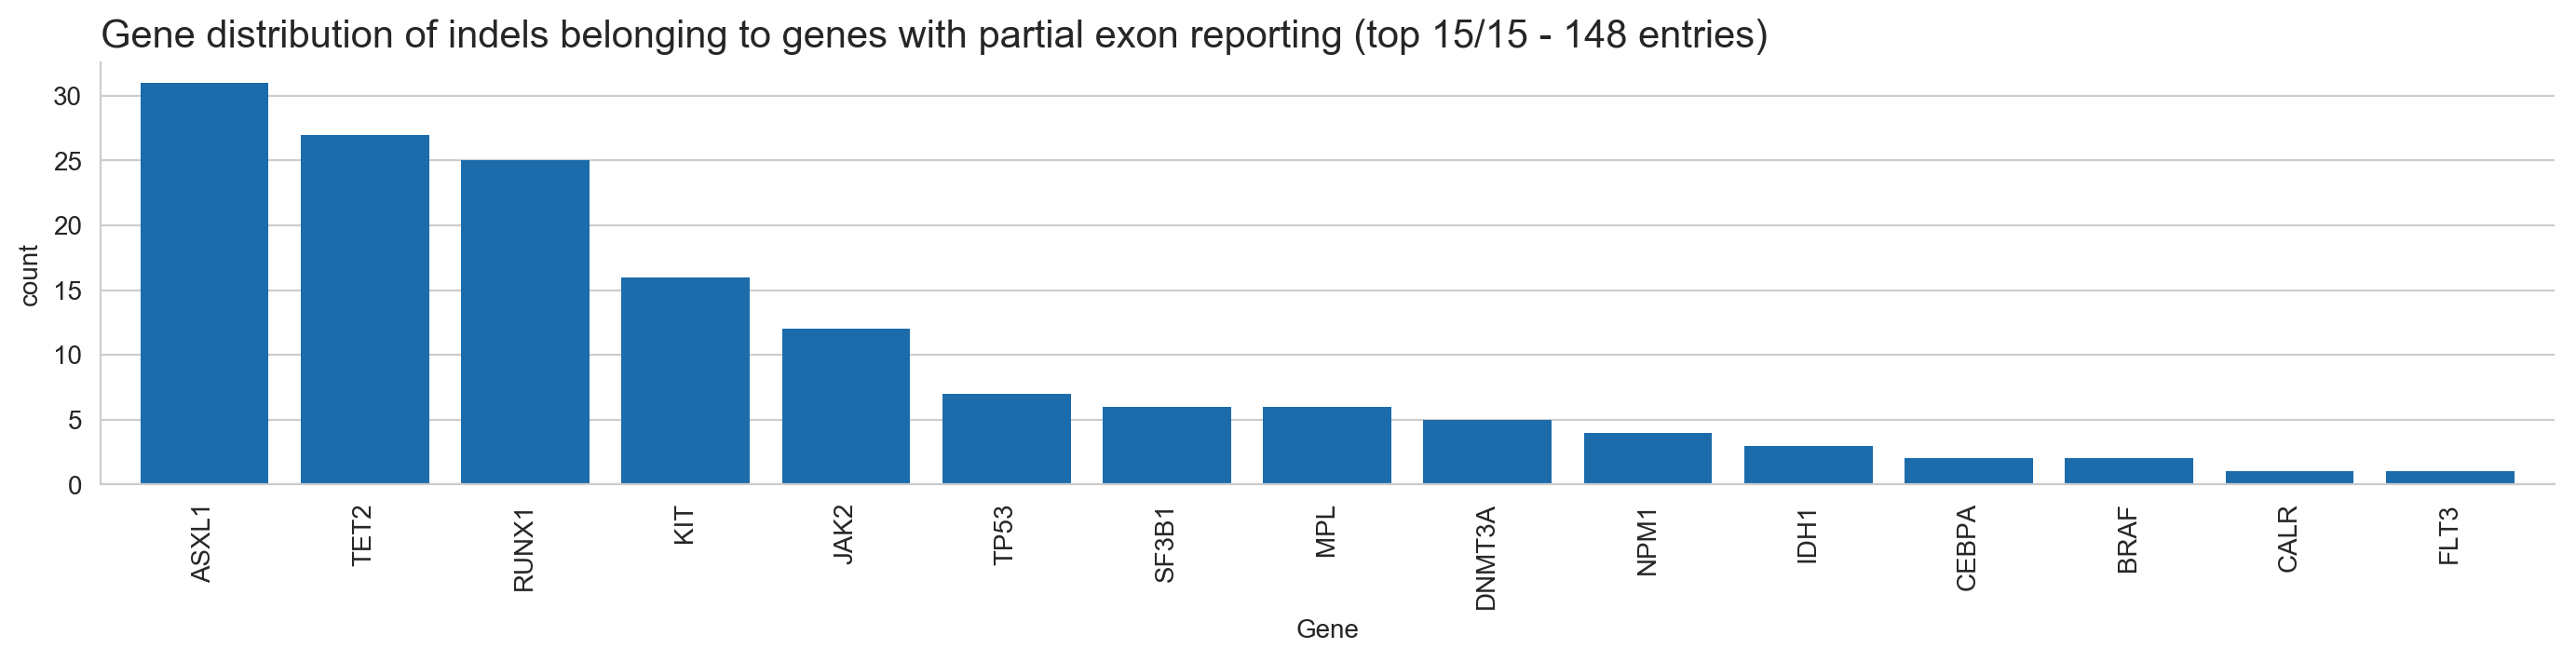 Gene distribution of indels belonging to genes with partial exon reporting (top 15/15 - 148 entries)
30
25
20
15
10
5
0
count
ASXL1
TET2
RUNX1
KIT
JAK2
TP53
SF3B1
MPL
DNMT3A
NPM1
IDH1
CEBPA
BRAF
CALR
FLT3
Gene